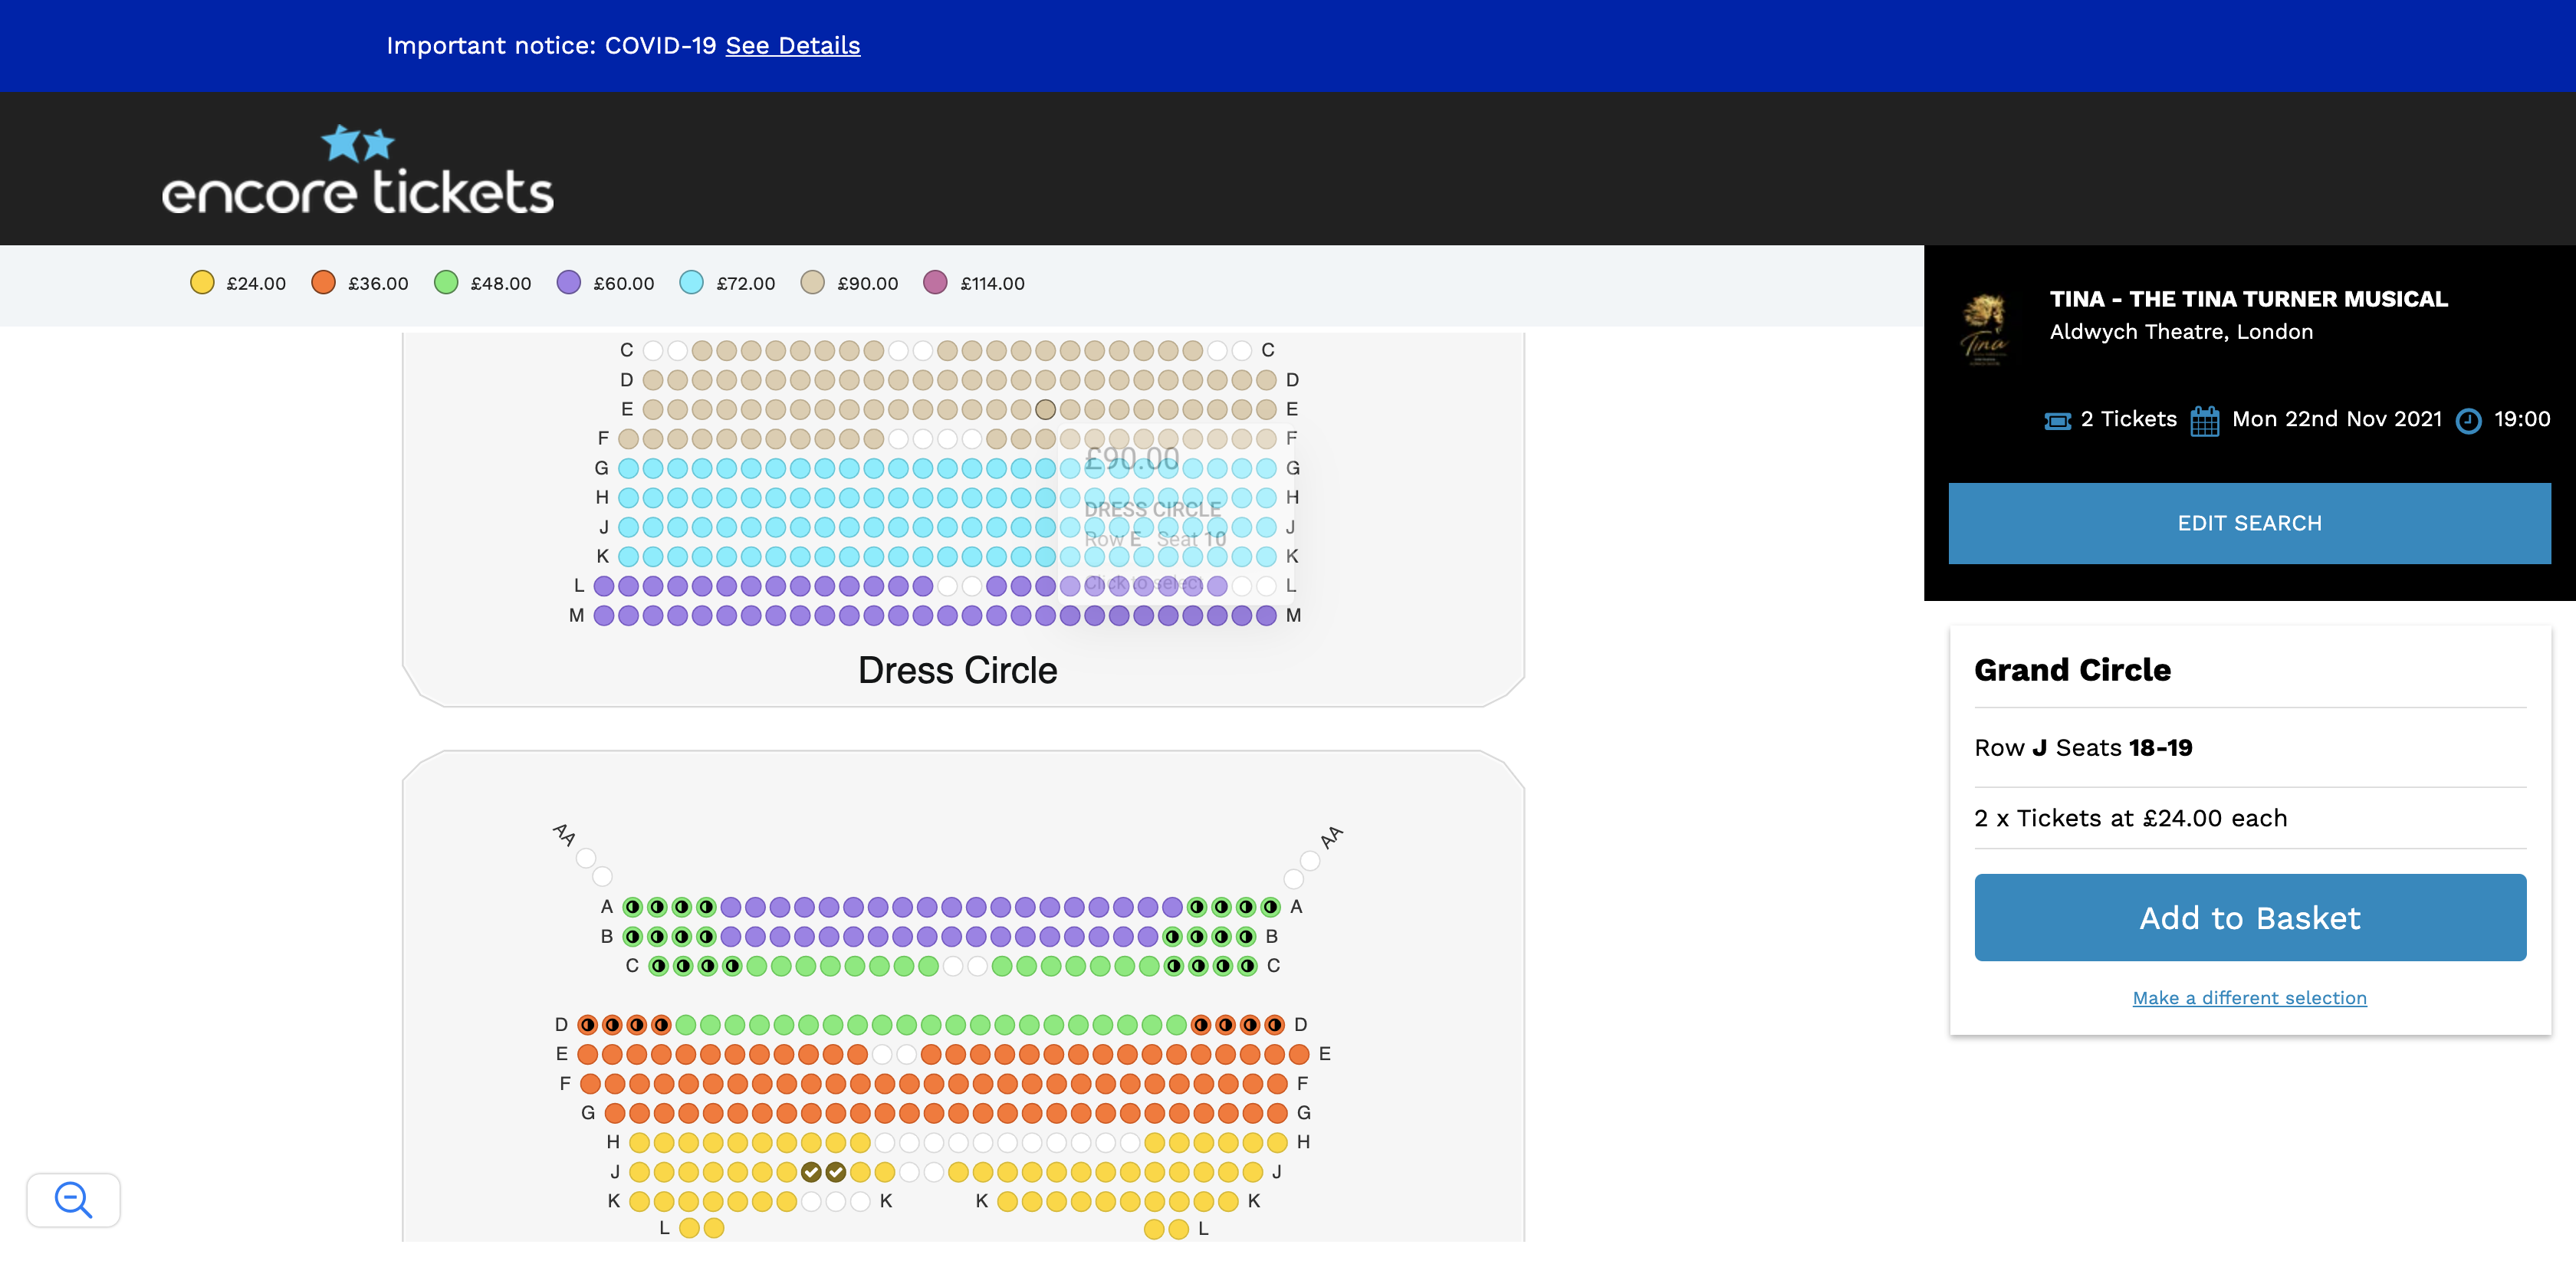 Important notice: COVID-19 See Details
encore tickets
£24.00 £36.00 £48.00 £60.00 £72.00 £90.00 £114.00
TINA - THE TINA TURNER MUSICAL
Aldwych Theatre, London
Tina
2 Tickets Mon 22nd Nov 2021 19:00
EDIT SEARCH
C C
D D
E E
F F
£90.00
G G
H H
DRESS CIRCLE
J J
Row E Seat 10
K K
Click to select
L L
M M
Dress Circle
Grand Circle
Row J Seats 18-19
2 x Tickets at £24.00 each
Add to Basket
Make a different selection
AA AA
A A
B B
C C
D D
E E
F F
G G
H H
J J
K K K K
L L